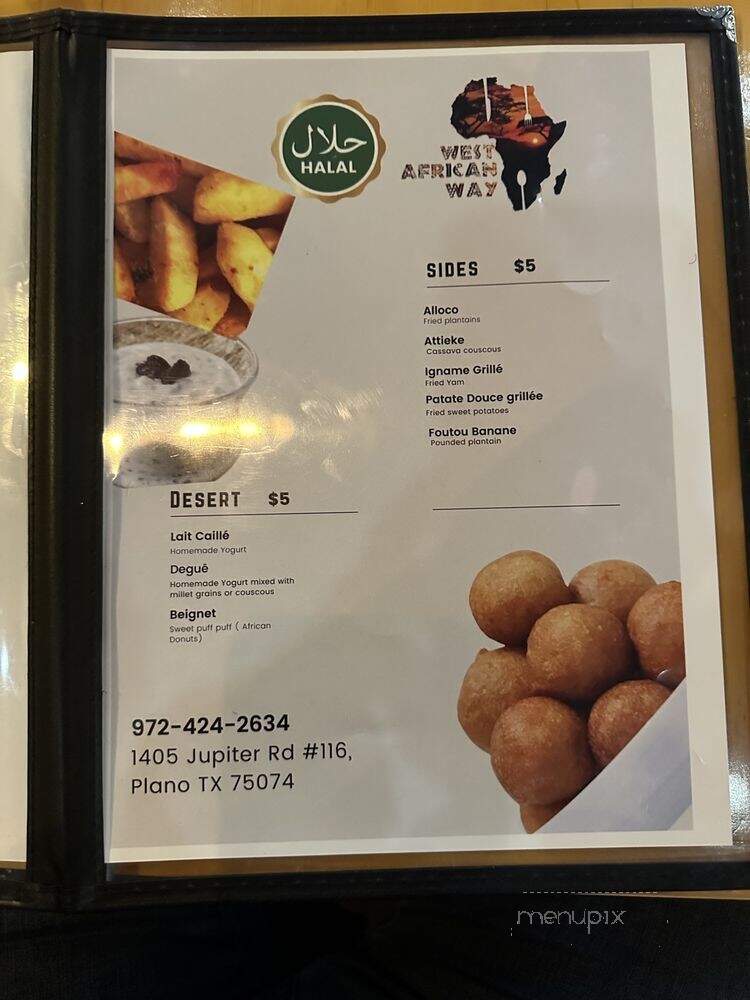 حلال
HALAL
WEST
AFRICAN
WAY
SIDES $5
Alloco
Fried plantains
Attieke
Cassava couscous
Igname Grillé
Fried Yam
Patate Douce grillée
Fried sweet potatoes
Foutou Banane
Pounded plantain
DESERT $5
Lait Caillé
Homemade Yogurt
Degué
Homemade Yogurt mixed with
millet grains or couscous
Beignet
Sweet puff puff ( African
Donuts)
972-424-2634
1405 Jupiter Rd #116,
Plano TX 75074
menupix